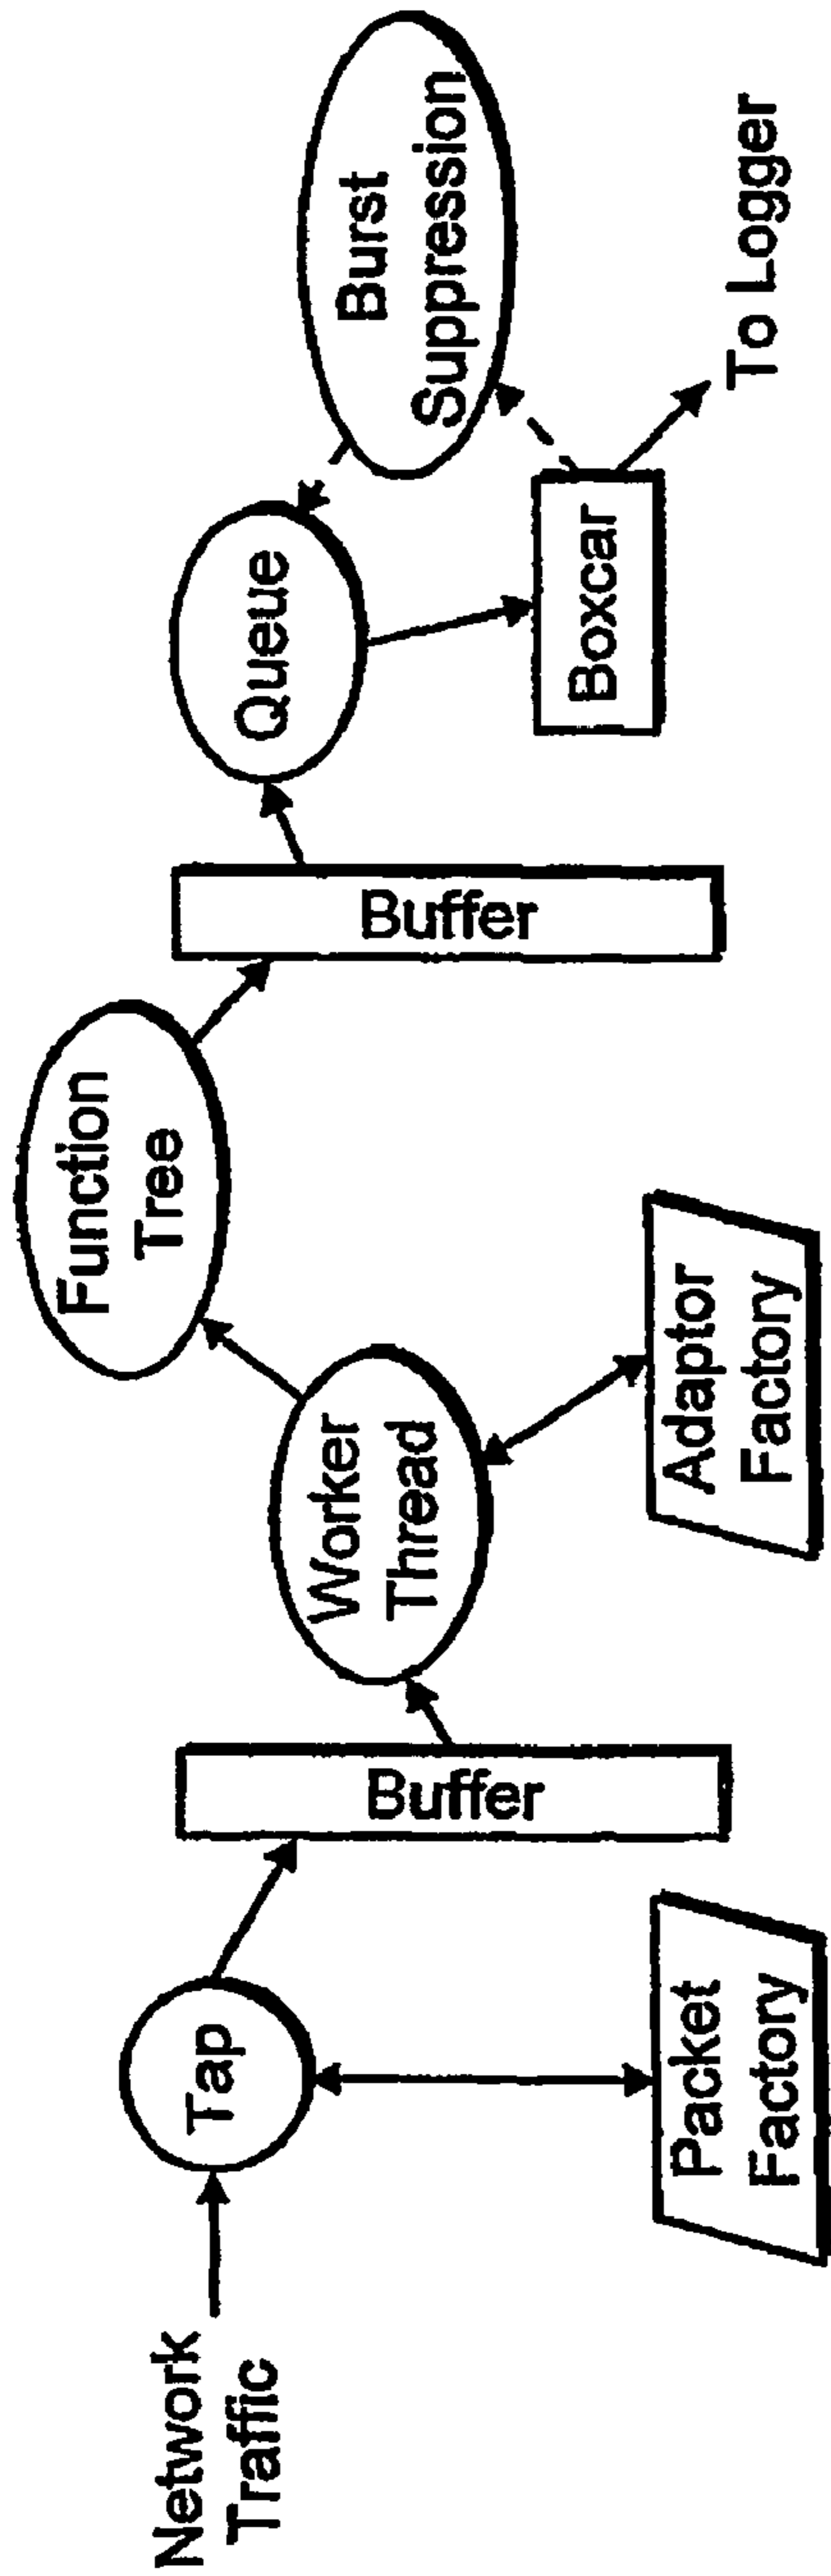 Network
Traffic
Tap
Packet
Factory
Buffer
Worker
Thread
Adaptor
Factory
Function
Tree
Buffer
Queue
Boxcar
Burst
Suppression
To Logger